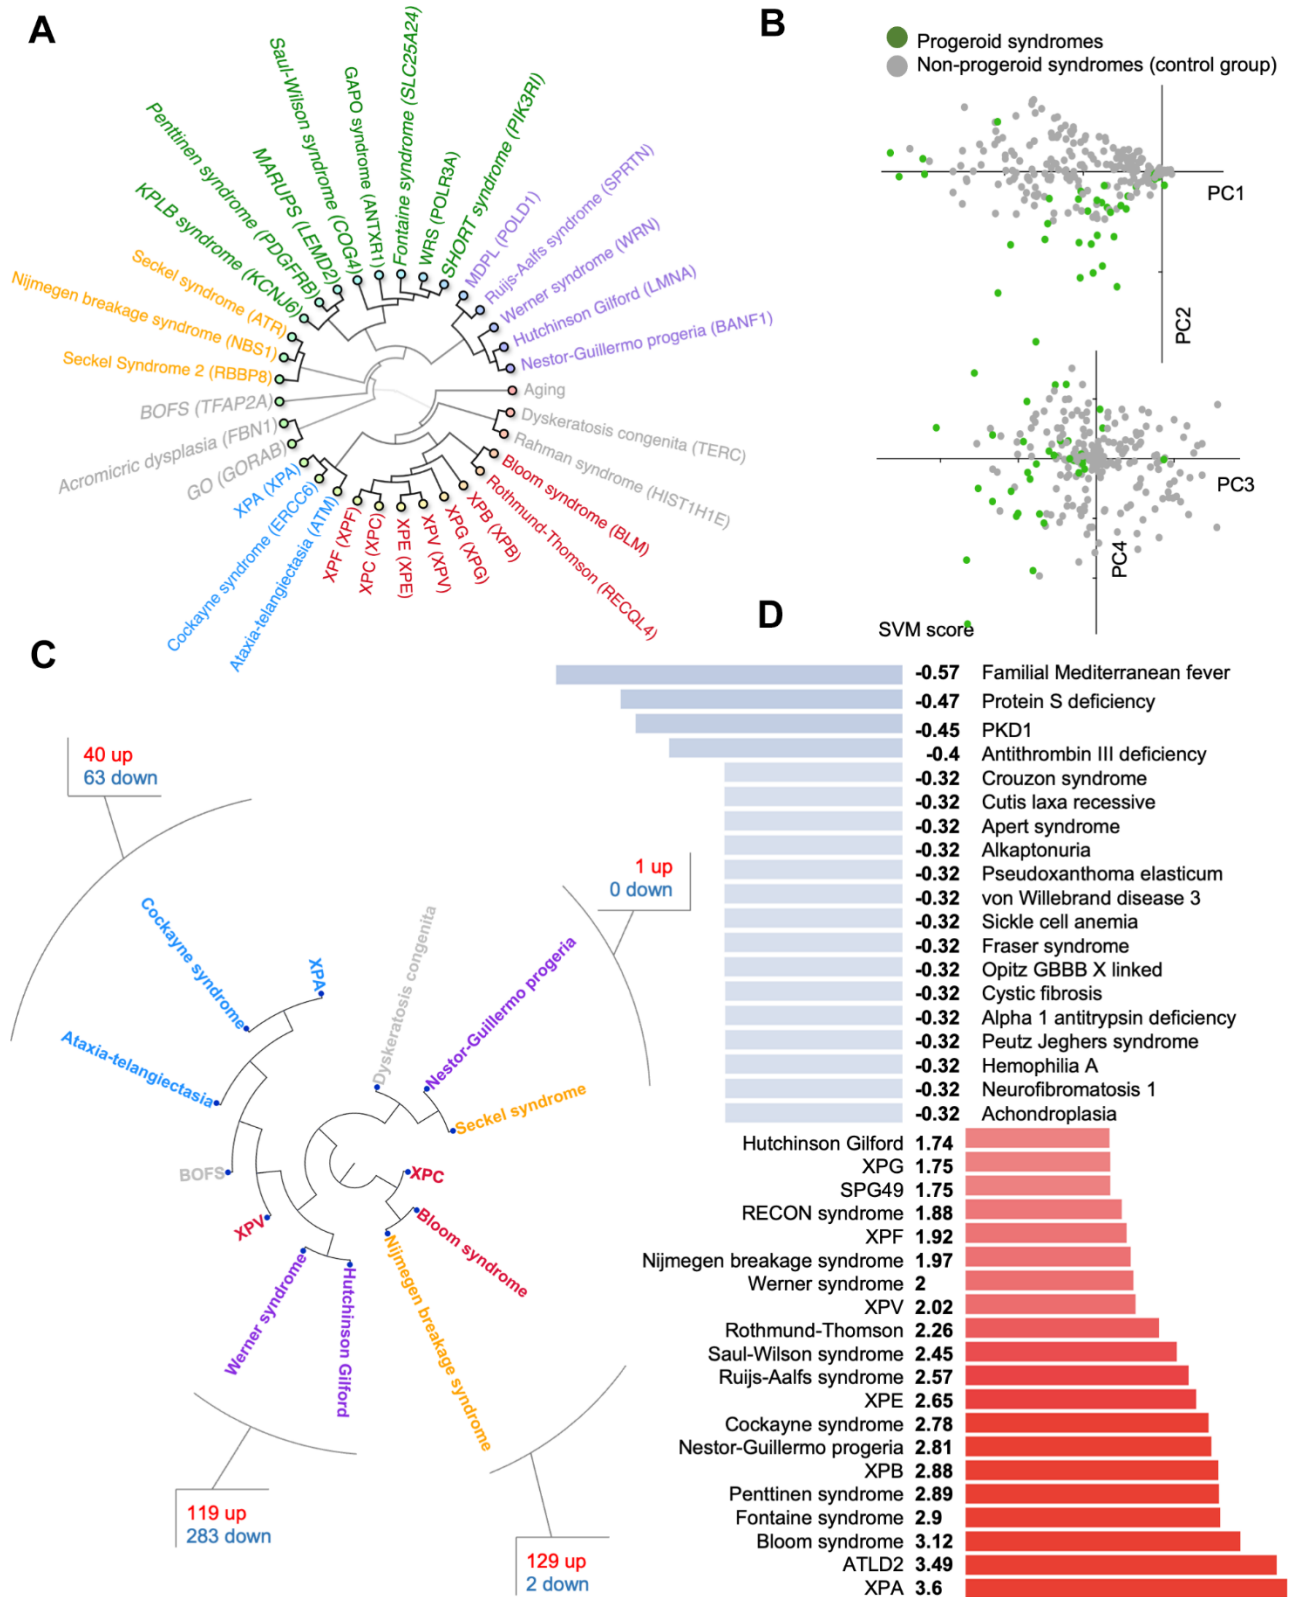 A
Saul-Wilson syndrome (COG4)
GAPO syndrome (ANTXR1)
Fontaine syndrome (SLC25A24)
WRS (POLR3A)
SHORT syndrome (PIK3RI)
Penttinen syndrome (PDGFRB)
MARUPS (LEMD2)
KPLB syndrome (KCNJ6)
MDPL (POLD1)
Ruijs-Aalfs syndrome (SPRTN)
Werner syndrome (WRN)
Hutchinson Gilford (LMNA)
Nestor-Guillermo progeria (BANF1)
Seckel syndrome (ATR)
Nijmegen breakage syndrome (NBS1)
Seckel Syndrome 2 (RBBP8)
BOFS (TFAP2A)
Acromicric dysplasia (FBN1)
GO (GORAB)
Aging
Dyskeratosis congenita (TERC)
Rahman syndrome (HIST1H1E)
Bloom syndrome (BLM)
Rothmund-Thomson (RECQL4)
XPB (XPB)
XPG (XPG)
XPV (XPV)
XPE (XPE)
XPC (XPC)
XPF (XPF)
Ataxia-telangiectasia (ATM)
Cockayne syndrome (ERCC6)
XPA (XPA)
B
Progeroid syndromes
Non-progeroid syndromes (control group)
PC1
PC2
PC3
PC4
C
40 up
63 down
1 up
0 down
Cockayne syndrome
XPA
Ataxia-telangiectasia
Dyskeratosis congenita
Nestor-Guillermo progeria
Seckel syndrome
BOFS
XPC
XPV
Bloom syndrome
Werner syndrome
Hutchinson Gilford
Nijmegen breakage syndrome
119 up
283 down
129 up
2 down
D
SVM score
-0.57 Familial Mediterranean fever
-0.47 Protein S deficiency
-0.45 PKD1
-0.4 Antithrombin III deficiency
-0.32 Crouzon syndrome
-0.32 Cutis laxa recessive
-0.32 Apert syndrome
-0.32 Alkaptonuria
-0.32 Pseudoxanthoma elasticum
-0.32 von Willebrand disease 3
-0.32 Sickle cell anemia
-0.32 Fraser syndrome
-0.32 Opitz GBBB X linked
-0.32 Cystic fibrosis
-0.32 Alpha 1 antitrypsin deficiency
-0.32 Peutz Jeghers syndrome
-0.32 Hemophilia A
-0.32 Neurofibromatosis 1
-0.32 Achondroplasia
Hutchinson Gilford 1.74
XPG 1.75
SPG49 1.75
RECON syndrome 1.88
XPF 1.92
Nijmegen breakage syndrome 1.97
Werner syndrome 2
XPV 2.02
Rothmund-Thomson 2.26
Saul-Wilson syndrome 2.45
Ruijs-Aalfs syndrome 2.57
XPE 2.65
Cockayne syndrome 2.78
Nestor-Guillermo progeria 2.81
XPB 2.88
Penttinen syndrome 2.89
Fontaine syndrome 2.9
Bloom syndrome 3.12
ATLD2 3.49
XPA 3.6